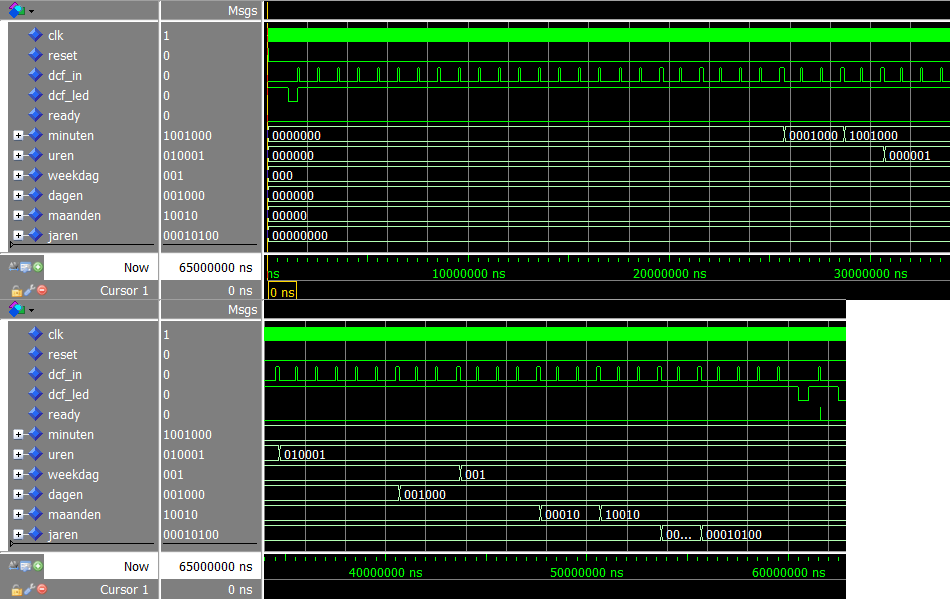 Msgs
clk 1
reset 0
dcf_in 0
dcf_led 0
ready 0
minuten 1001000 0000000 0001000 1001000
uren 010001 000000 000001
weekdag 001 000
dagen 001000 000000
maanden 10010 00000
jaren 00010100 00000000
Now 65000000 ns ns 10000000 ns 20000000 ns 30000000 ns
Cursor 1 0 ns 0 ns
Msgs
clk 1
reset 0
dcf_in 0
dcf_led 0
ready 0
minuten 1001000
uren 010001 010001
weekdag 001 001
dagen 001000 001000
maanden 10010 00010 10010
jaren 00010100 00... 00010100
Now 65000000 ns 40000000 ns 50000000 ns 60000000 ns
Cursor 1 0 ns